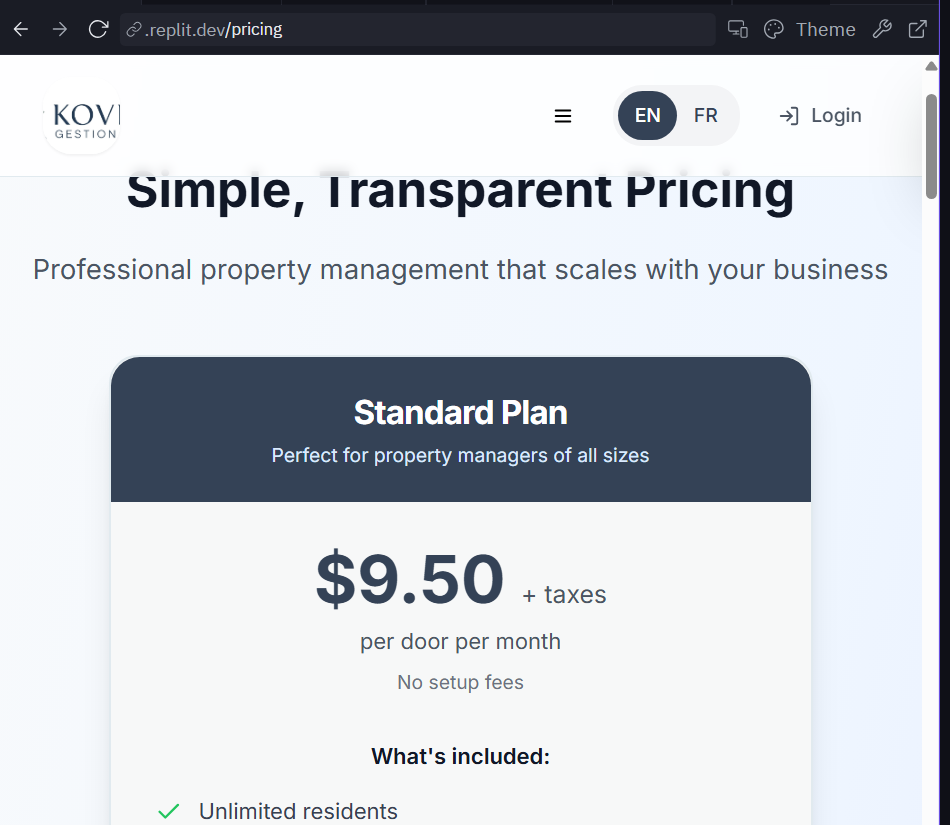 .replit.dev/pricing
Theme
KOV
GESTION
EN
FR
Login
Simple, Transparent Pricing
Professional property management that scales with your business
Standard Plan
Perfect for property managers of all sizes
$9.50 + taxes
per door per month
No setup fees
What's included:
Unlimited residents